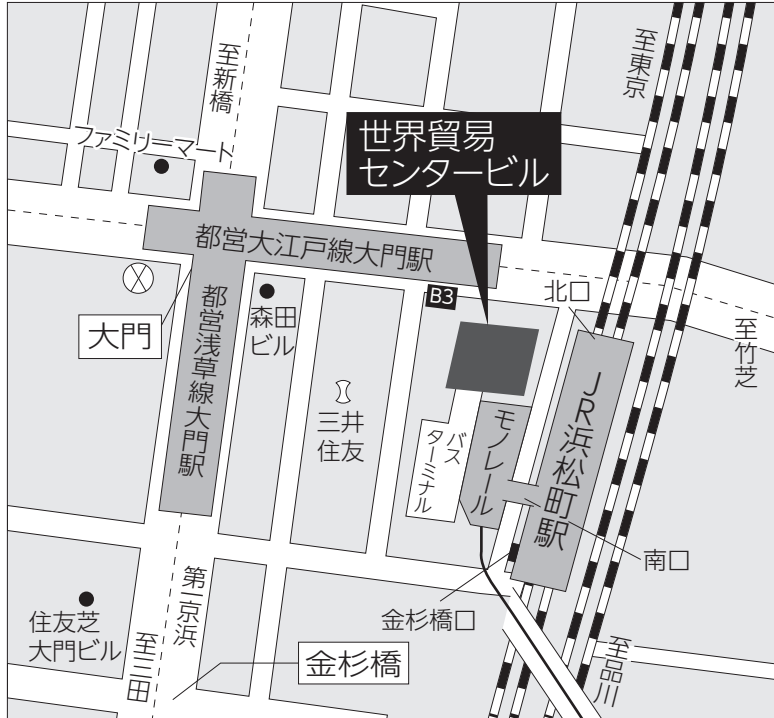 至新橋
至東京
ファミリーマート
世界貿易
センタービル
都営大江戸線大門駅
B3
北口
大門
都営浅草線大門駅
森田
ビル
至竹芝
三井
住友
バス
ターミナル
モノレール
JR浜松町駅
南口
金杉橋口
住友芝
大門ビル
第一京浜
至三田
金杉橋
至品川